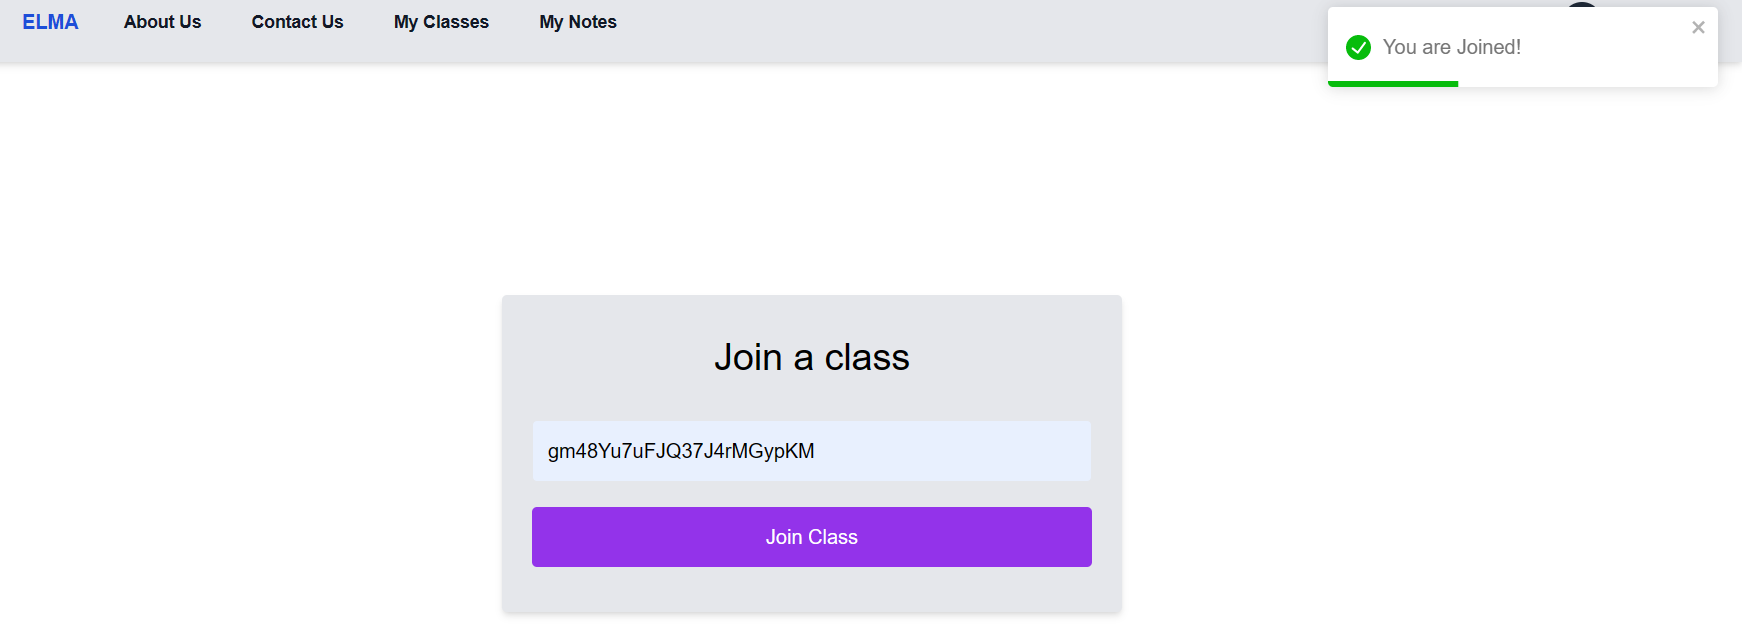 ELMA About Us Contact Us My Classes My Notes
You are Joined!
Join a class
gm48Yu7uFJQ37J4rMGypKM
Join Class